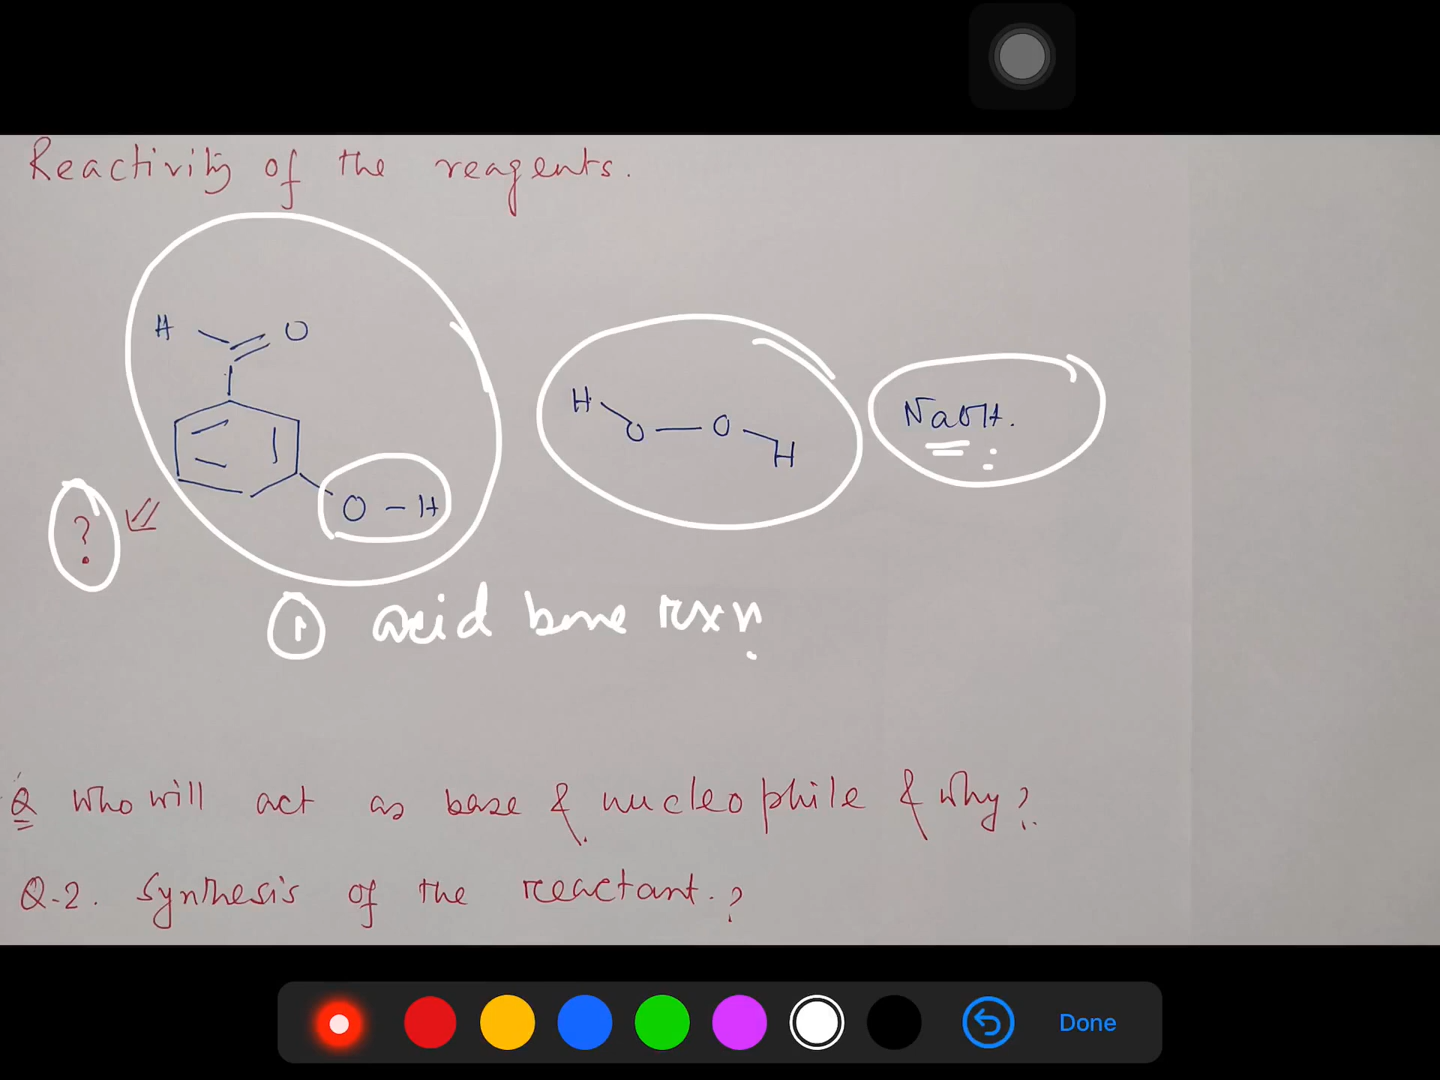 Reactivity of the reagents.
H O
H
O — O
H
NaOH.
O - H
?
1 acid base rxn
Q Who will act as base & nucleophile & why?
Q-2. Synthesis of the reactant.?
Done